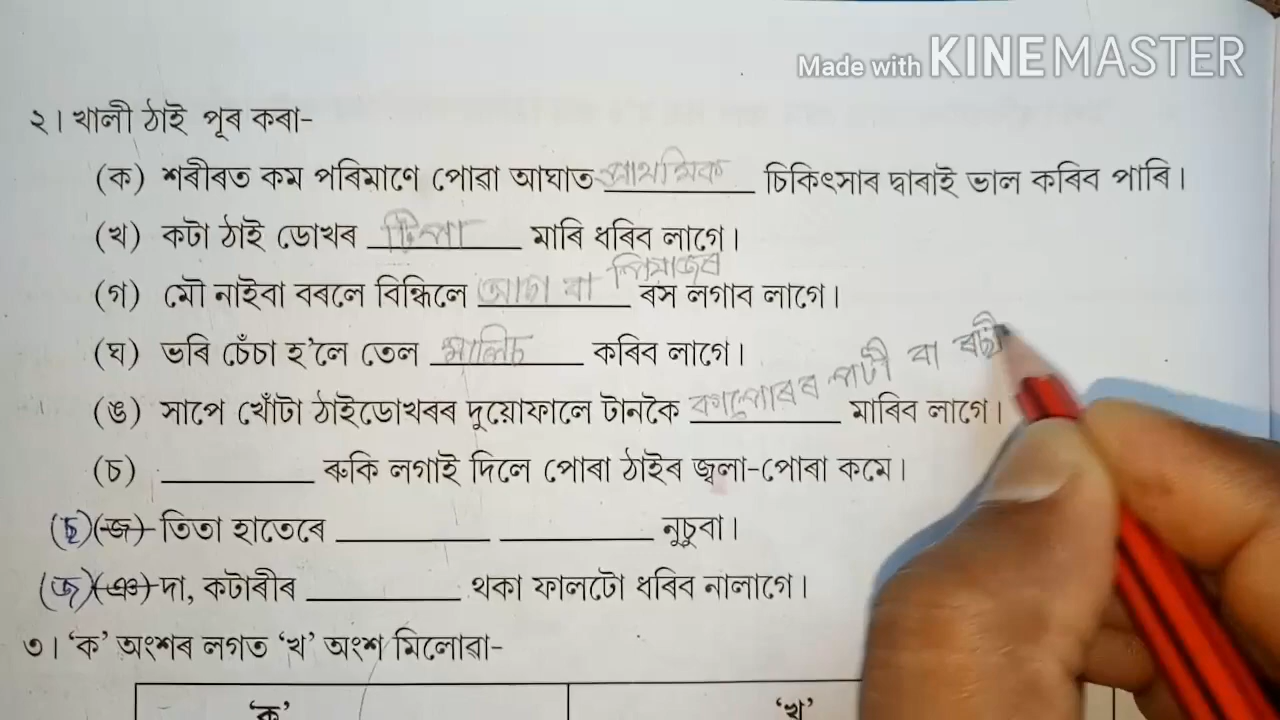 Made with KINEMASTER
২। খালী ঠাই পূৰ কৰা-
(ক) শৰীৰত কম পৰিমাণে পোৱা আঘাত প্ৰাথমিক চিকিৎসাৰ দ্বাৰাই ভাল কৰিব পাৰি।
(খ) কটা ঠাই ডোখৰ টিপা মাৰি ধৰিব লাগে।
(গ) মৌ নাইবা বৰলে বিন্ধিলে আদা বা পিয়াজৰ ৰস লগাব লাগে।
(ঘ) ভৰি চেঁচা হ’লে তেল মালিচ কৰিব লাগে।
(ঙ) সাপে খোঁটা ঠাইডোখৰৰ দুয়োফালে টানকৈ কাপোৰৰ পটী বা ৰছী মাৰিব লাগে।
(চ) ________ ৰুকি লগাই দিলে পোৰা ঠাইৰ জ্বলা-পোৰা কমে।
(ছ) (জ) তিতা হাতেৰে ________ ________ নুচুবা।
(জ) (ঞ) দা, কটাৰীৰ ________ থকা ফালটো ধৰিব নালাগে।
৩। ‘ক’ অংশৰ লগত ‘খ’ অংশ মিলোৱা-
‘ক’ ‘খ’